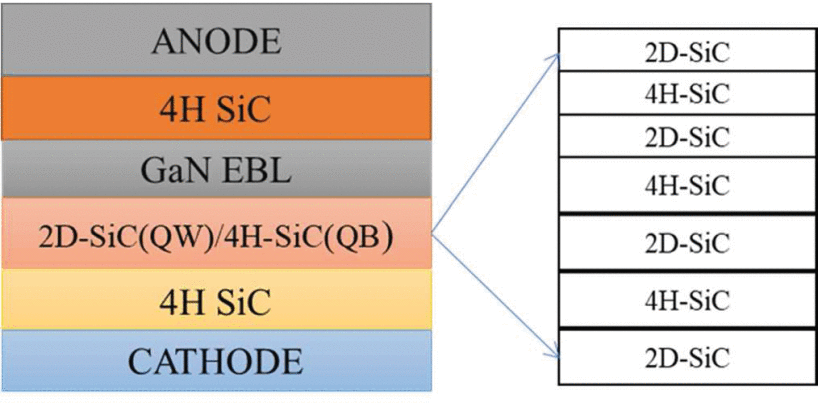 ANODE
4H SiC
GaN EBL
2D-SiC(QW)/4H-SiC(QB)
4H SiC
CATHODE
2D-SiC
4H-SiC
2D-SiC
4H-SiC
2D-SiC
4H-SiC
2D-SiC